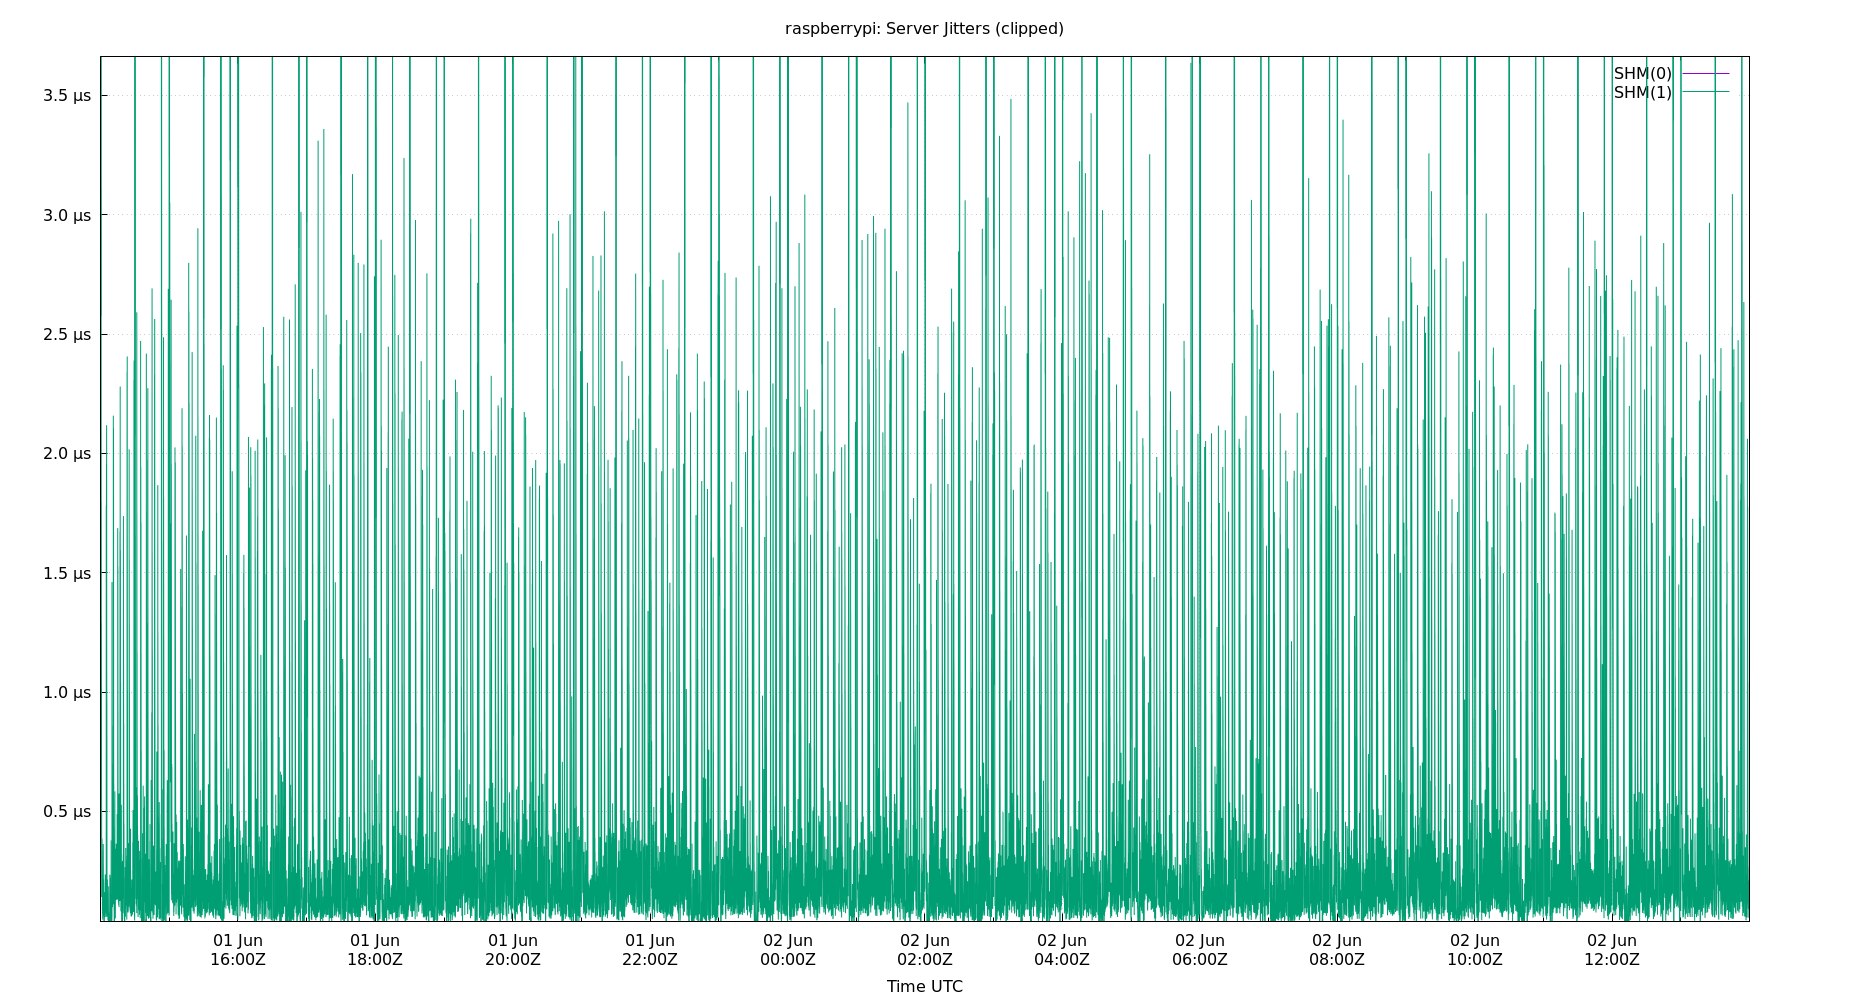 raspberrypi: Server Jitters (clipped)
SHM(0)
SHM(1)
3.5 µs
3.0 µs
2.5 µs
2.0 µs
1.5 µs
1.0 µs
0.5 µs
01 Jun 01 Jun 01 Jun 01 Jun 02 Jun 02 Jun 02 Jun 02 Jun 02 Jun 02 Jun 02 Jun
16:00Z 18:00Z 20:00Z 22:00Z 00:00Z 02:00Z 04:00Z 06:00Z 08:00Z 10:00Z 12:00Z
Time UTC